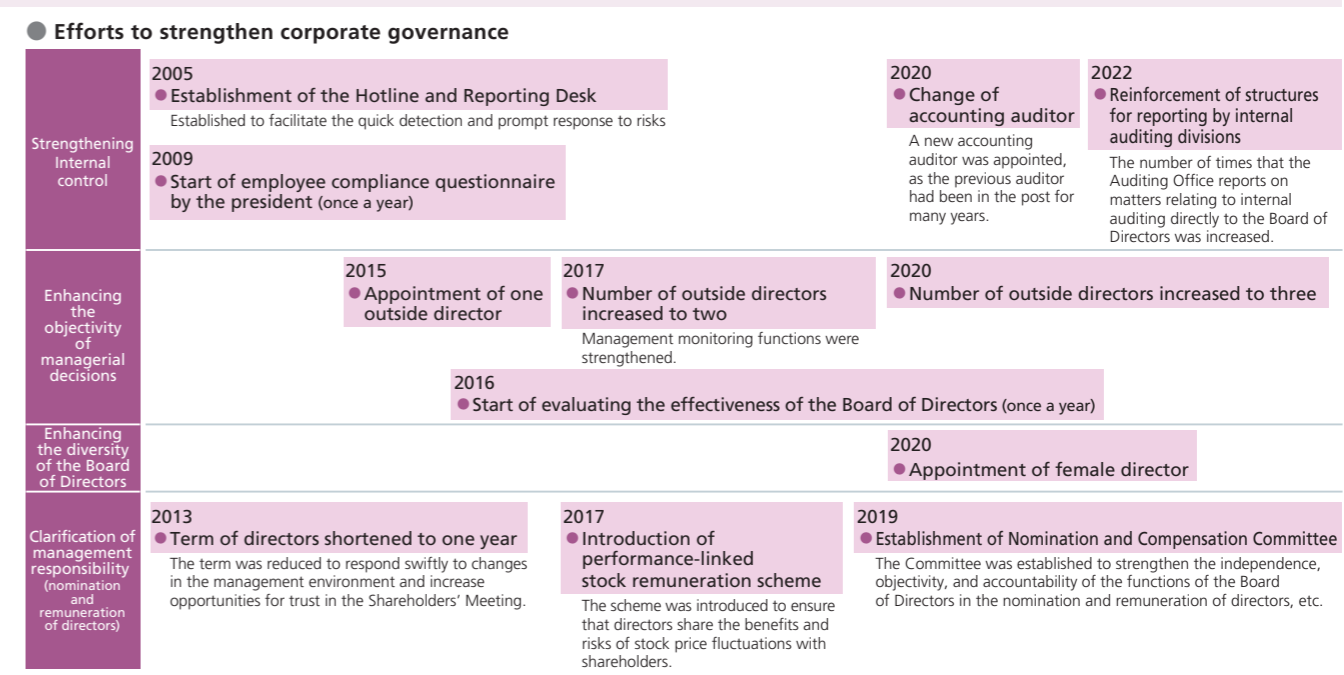 ● Efforts to strengthen corporate governance
Strengthening
Internal
control
2005
● Establishment of the Hotline and Reporting Desk
Established to facilitate the quick detection and prompt response to risks
2009
● Start of employee compliance questionnaire
by the president (once a year)
2020
● Change of
accounting auditor
A new accounting
auditor was appointed,
as the previous auditor
had been in the post for
many years.
2022
● Reinforcement of structures
for reporting by internal
auditing divisions
The number of times that the
Auditing Office reports on
matters relating to internal
auditing directly to the Board of
Directors was increased.
Enhancing
the
objectivity
of
managerial
decisions
2015
● Appointment of one
outside director
2017
● Number of outside directors
increased to two
Management monitoring functions were
strengthened.
2020
● Number of outside directors increased to three
2016
● Start of evaluating the effectiveness of the Board of Directors (once a year)
Enhancing
the diversity
of the Board
of Directors
2020
● Appointment of female director
Clarification of
management
responsibility
(nomination
and
remuneration
of directors)
2013
● Term of directors shortened to one year
The term was reduced to respond swiftly to changes
in the management environment and increase
opportunities for trust in the Shareholders’ Meeting.
2017
● Introduction of
performance-linked
stock remuneration scheme
The scheme was introduced to ensure
that directors share the benefits and
risks of stock price fluctuations with
shareholders.
2019
● Establishment of Nomination and Compensation Committee
The Committee was established to strengthen the independence,
objectivity, and accountability of the functions of the Board
of Directors in the nomination and remuneration of directors, etc.